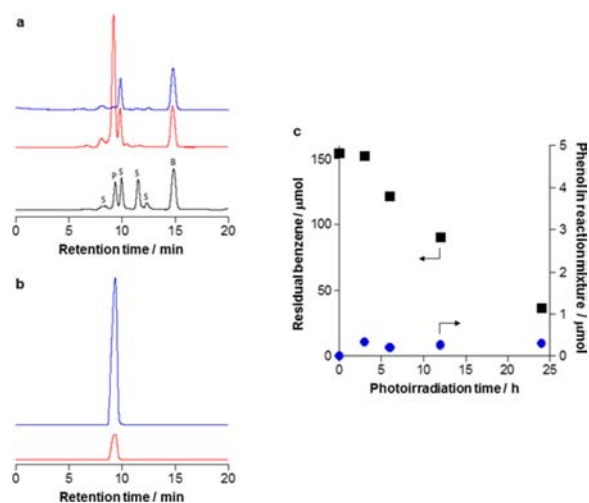 a
S
P
S
S
S
B
0 5 10 15 20
Retention time / min
b
0 5 10 15 20
Retention time / min
c
Residual benzene / μmol
150
100
50
0
5
4
3
2
1
0
Phenol in reaction mixture / μmol
0 5 10 15 20 25
Photoirradiation time / h